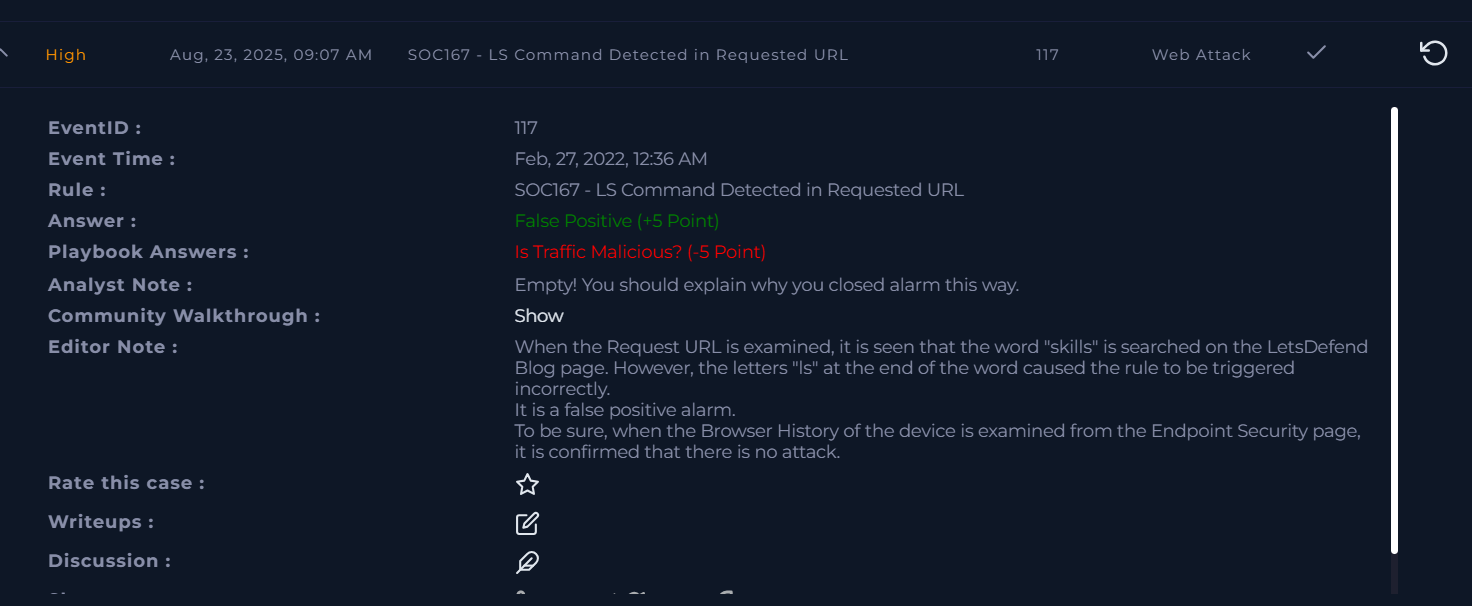 High Aug, 23, 2025, 09:07 AM SOC167 - LS Command Detected in Requested URL 117 Web Attack
EventID : 117
Event Time : Feb, 27, 2022, 12:36 AM
Rule : SOC167 - LS Command Detected in Requested URL
Answer : False Positive (+5 Point)
Playbook Answers : Is Traffic Malicious? (-5 Point)
Analyst Note : Empty! You should explain why you closed alarm this way.
Community Walkthrough : Show
Editor Note : When the Request URL is examined, it is seen that the word "skills" is searched on the LetsDefend
Blog page. However, the letters "ls" at the end of the word caused the rule to be triggered
incorrectly.
It is a false positive alarm.
To be sure, when the Browser History of the device is examined from the Endpoint Security page,
it is confirmed that there is no attack.
Rate this case :
Writeups :
Discussion :